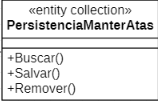 «entity collection»
PersistenciaManterAtas
+Buscar()
+Salvar()
+Remover()